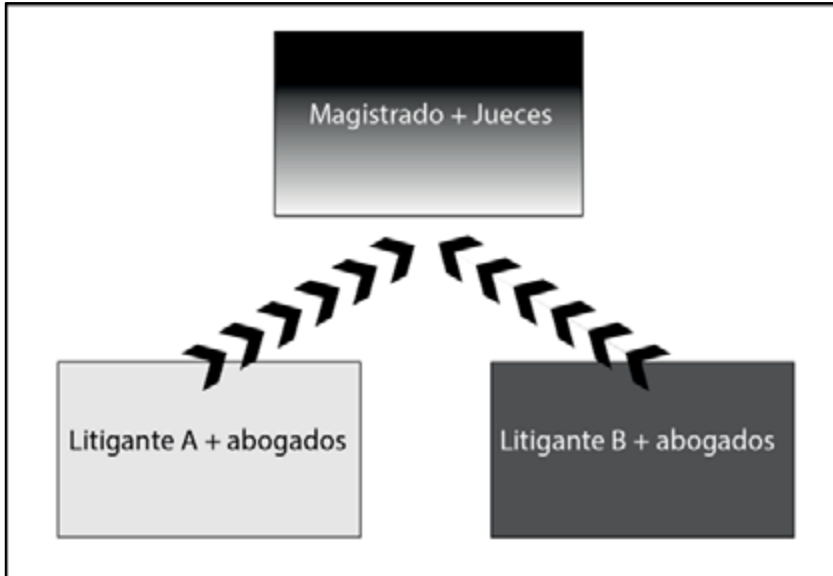 Magistrado + Jueces
Litigante A + abogados
Litigante B + abogados